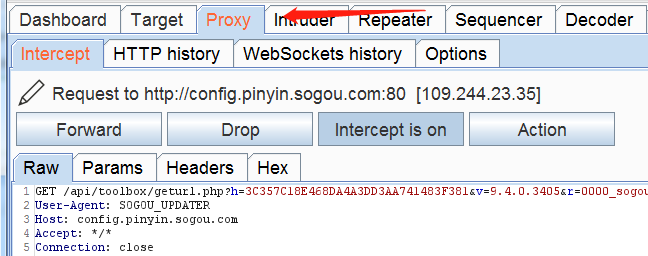 Dashboard Target Proxy Intruder Repeater Sequencer Decoder
Intercept HTTP history WebSockets history Options
Request to http://config.pinyin.sogou.com:80 [109.244.23.35]
Forward Drop Intercept is on Action
Raw Params Headers Hex
1 GET /api/toolbox/geturl.php?h=3C357C18E468DA4A3DD3AA741483F381&v=9.4.0.3405&r=0000_sogou
2 User-Agent: SOGOU_UPDATER
3 Host: config.pinyin.sogou.com
4 Accept: */*
5 Connection: close